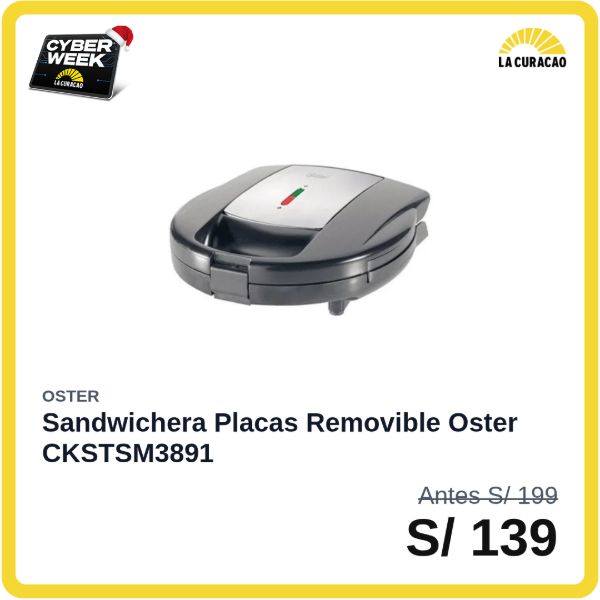 CYBER
WEEK
LA CURACAO
LA CURACAO
OSTER
Sandwichera Placas Removible Oster
CKSTSM3891
Antes S/ 199
S/ 139